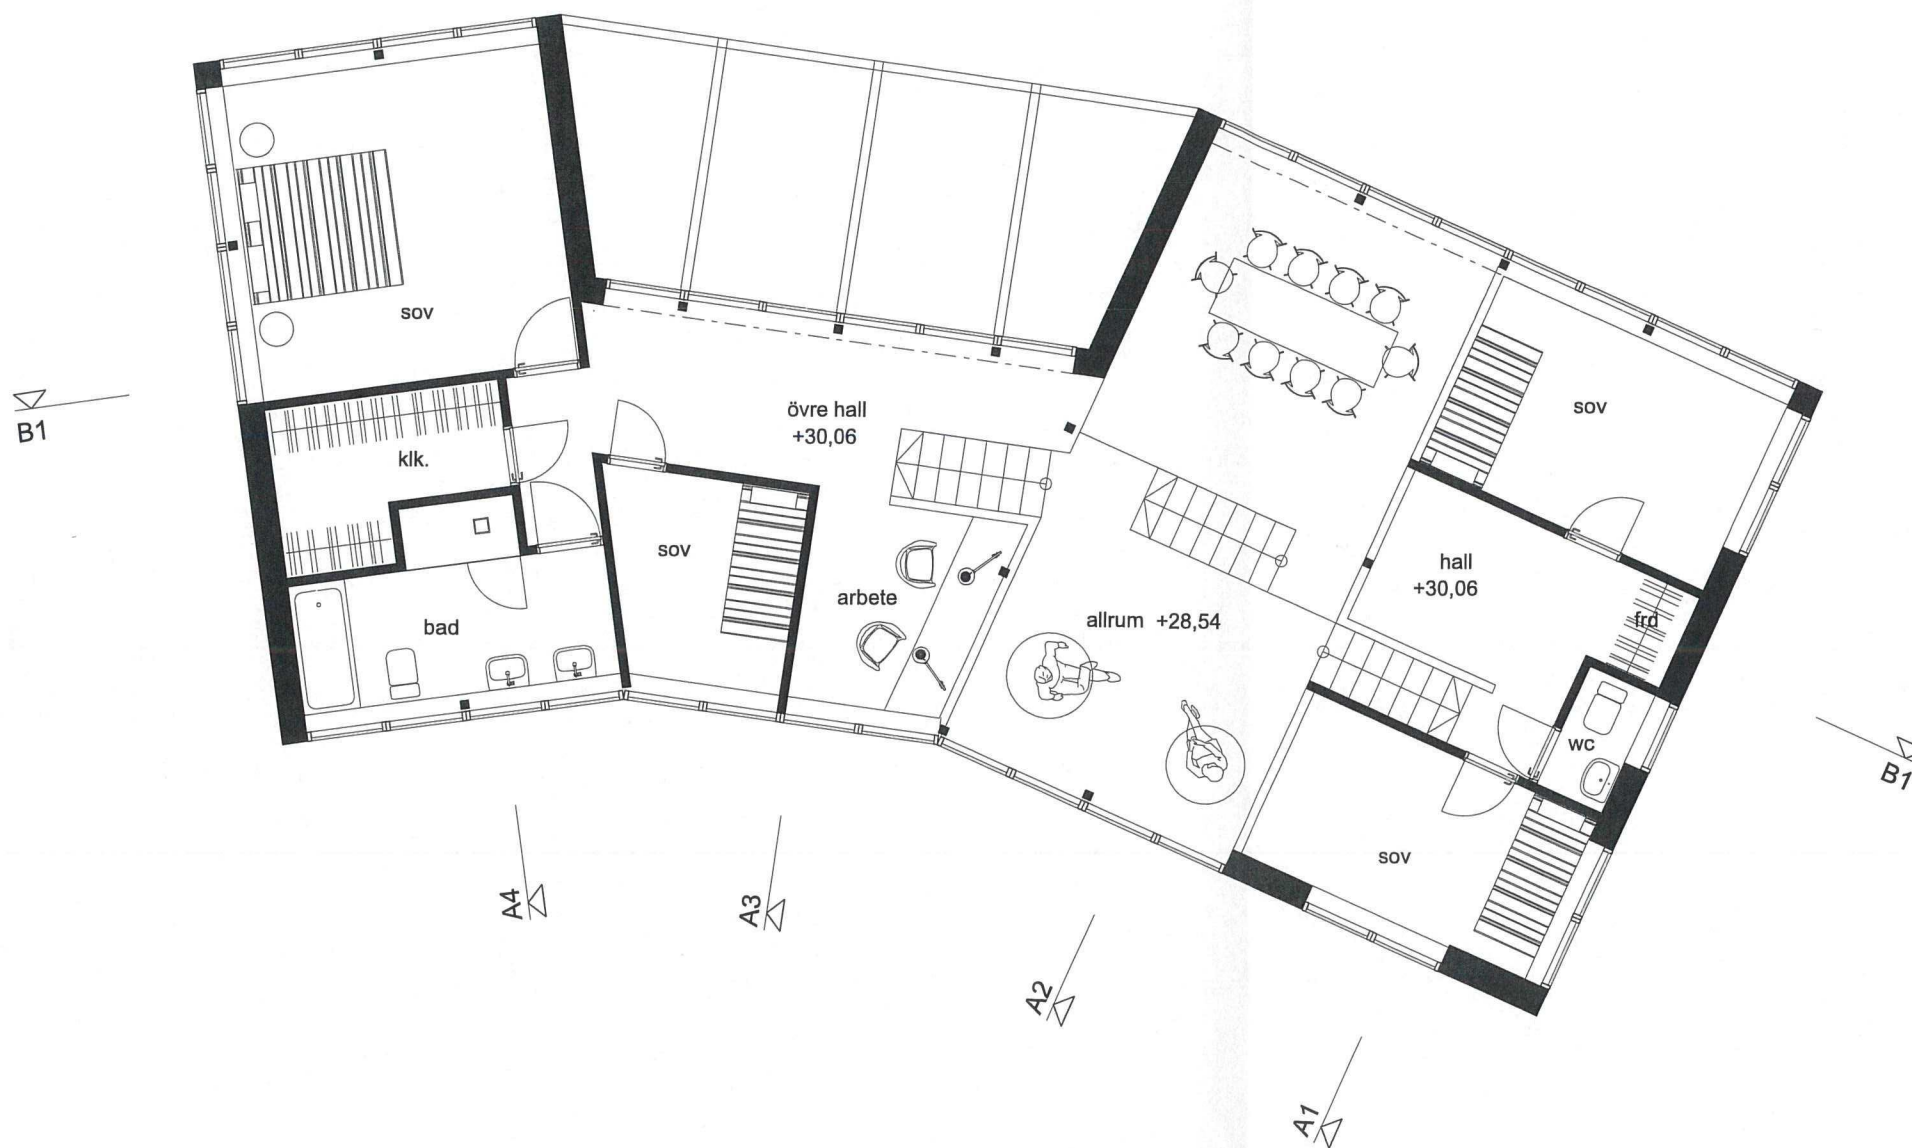 sov
B1
övre hall
+30,06
sov
klk.
sov
hall
+30,06
arbete
allrum +28,54
frd
bad
wc
B1
sov
A4
A3
A2
A1